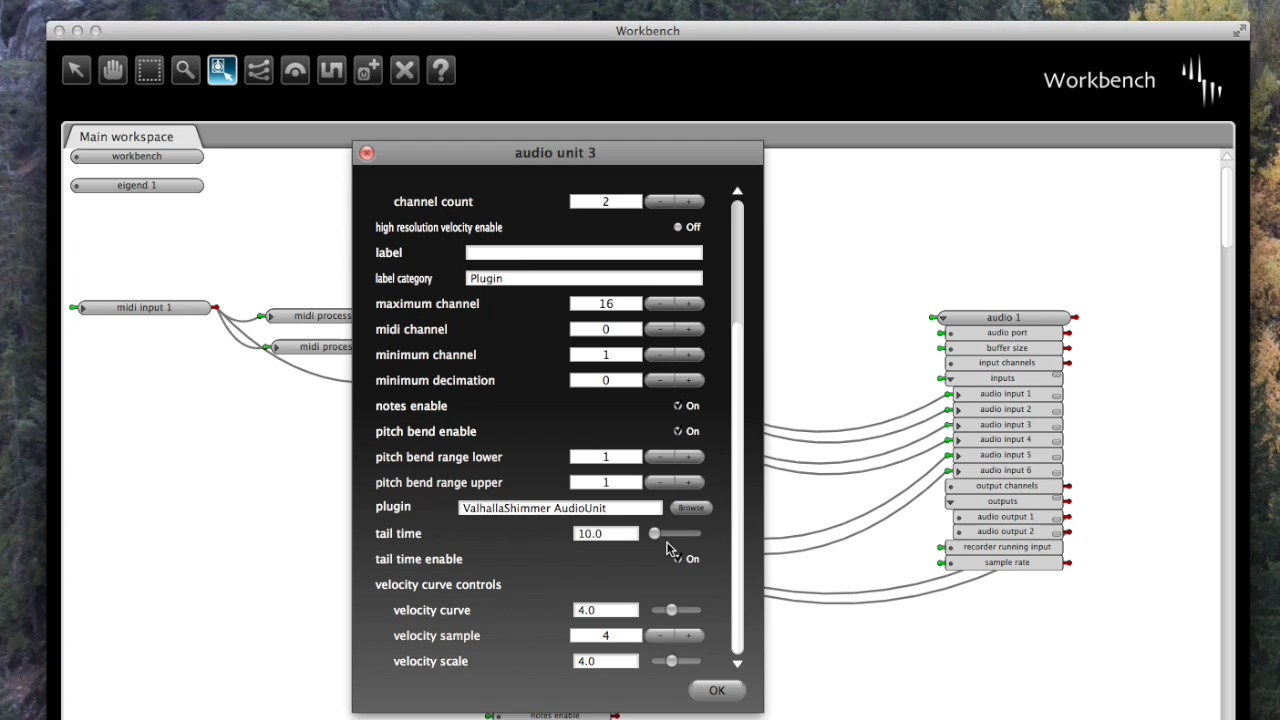 Workbench
Workbench
Main workspace
workbench
eigend 1
midi input 1
midi process
midi proces
audio unit 3
channel count 2 - +
high resolution velocity enable Off
label
label category Plugin
maximum channel 16 - +
midi channel 0 - +
minimum channel 1 - +
minimum decimation 0 - +
notes enable On
pitch bend enable On
pitch bend range lower 1 - +
pitch bend range upper 1 - +
plugin ValhallaShimmer AudioUnit Browse
tail time 10.0
tail time enable On
velocity curve controls
velocity curve 4.0
velocity sample 4 - +
velocity scale 4.0
OK
notes enable
audio 1
audio port
buffer size
input channels
inputs
audio input 1
audio input 2
audio input 3
audio input 4
audio input 5
audio input 6
output channels
outputs
audio output 1
audio output 2
recorder running input
sample rate